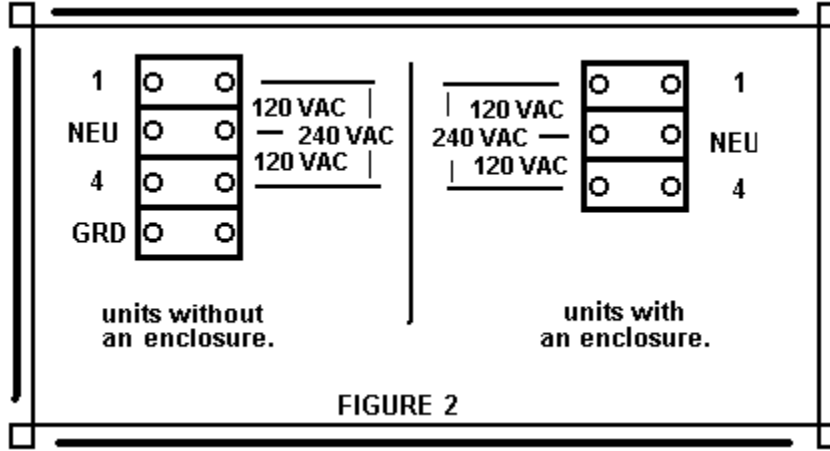 1
120 VAC
NEU
240 VAC
120 VAC
4
GRD
units without
an enclosure.
1
120 VAC
240 VAC
NEU
120 VAC
4
units with
an enclosure.
FIGURE 2